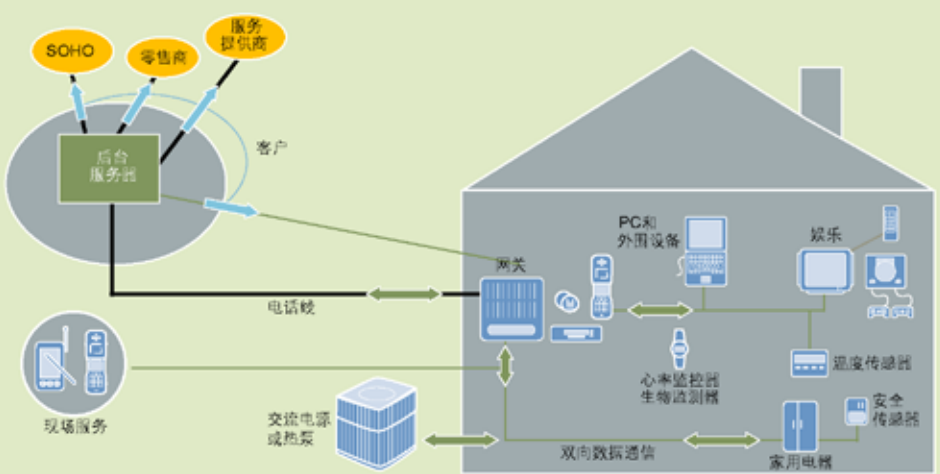 SOHO
零售商
服务
提供商
后台
服务器
客户
电话线
网关
PC和
外围设备
娱乐
心率监控器
生物监测器
温度传感器
安全
传感器
家用电器
双向数据通信
交流电源
或热泵
现场服务